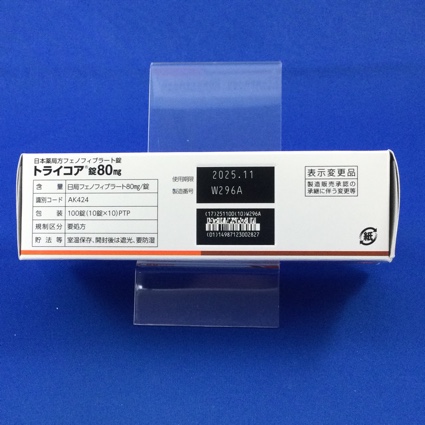 日本薬局方フェノフィブラート錠
トライコア®錠80mg
含量 日局フェノフィブラート80mg/錠
識別コード AK424
包装 100錠(10錠×10)PTP
規制区分 要処方
貯法等 室温保存、開封後は遮光、要防湿
使用期限 2025.11
製造番号 W296A
(17)251100(10)W296A
(01)14987123002827
表示変更品
製造販売承認の
承継に伴う変更等
紙